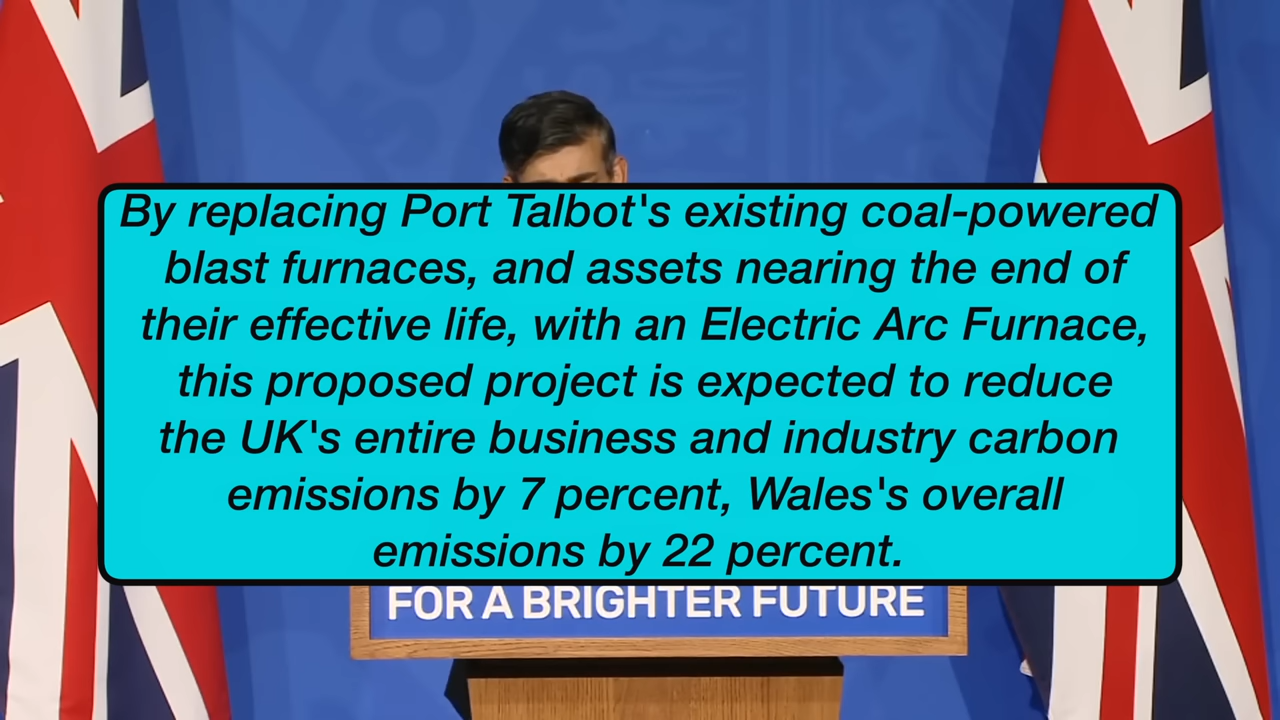 By replacing Port Talbot's existing coal-powered
blast furnaces, and assets nearing the end of
their effective life, with an Electric Arc Furnace,
this proposed project is expected to reduce
the UK's entire business and industry carbon
emissions by 7 percent, Wales's overall
emissions by 22 percent.
FOR A BRIGHTER FUTURE